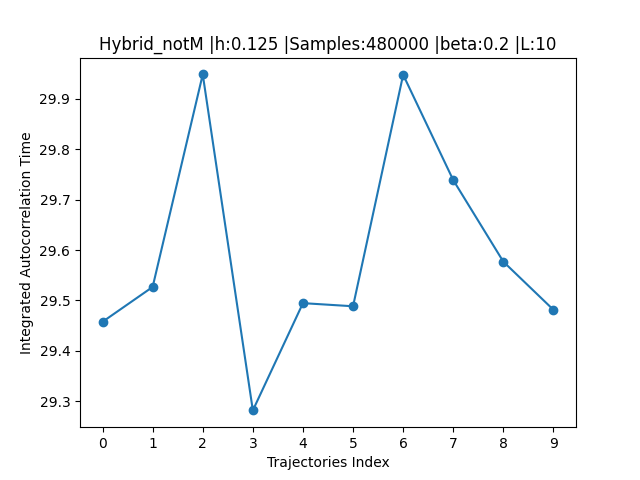 Hybrid_notM |h:0.125 |Samples:480000 |beta:0.2 |L:10
Integrated Autocorrelation Time
29.9
29.8
29.7
29.6
29.5
29.4
29.3
0 1 2 3 4 5 6 7 8 9
Trajectories Index